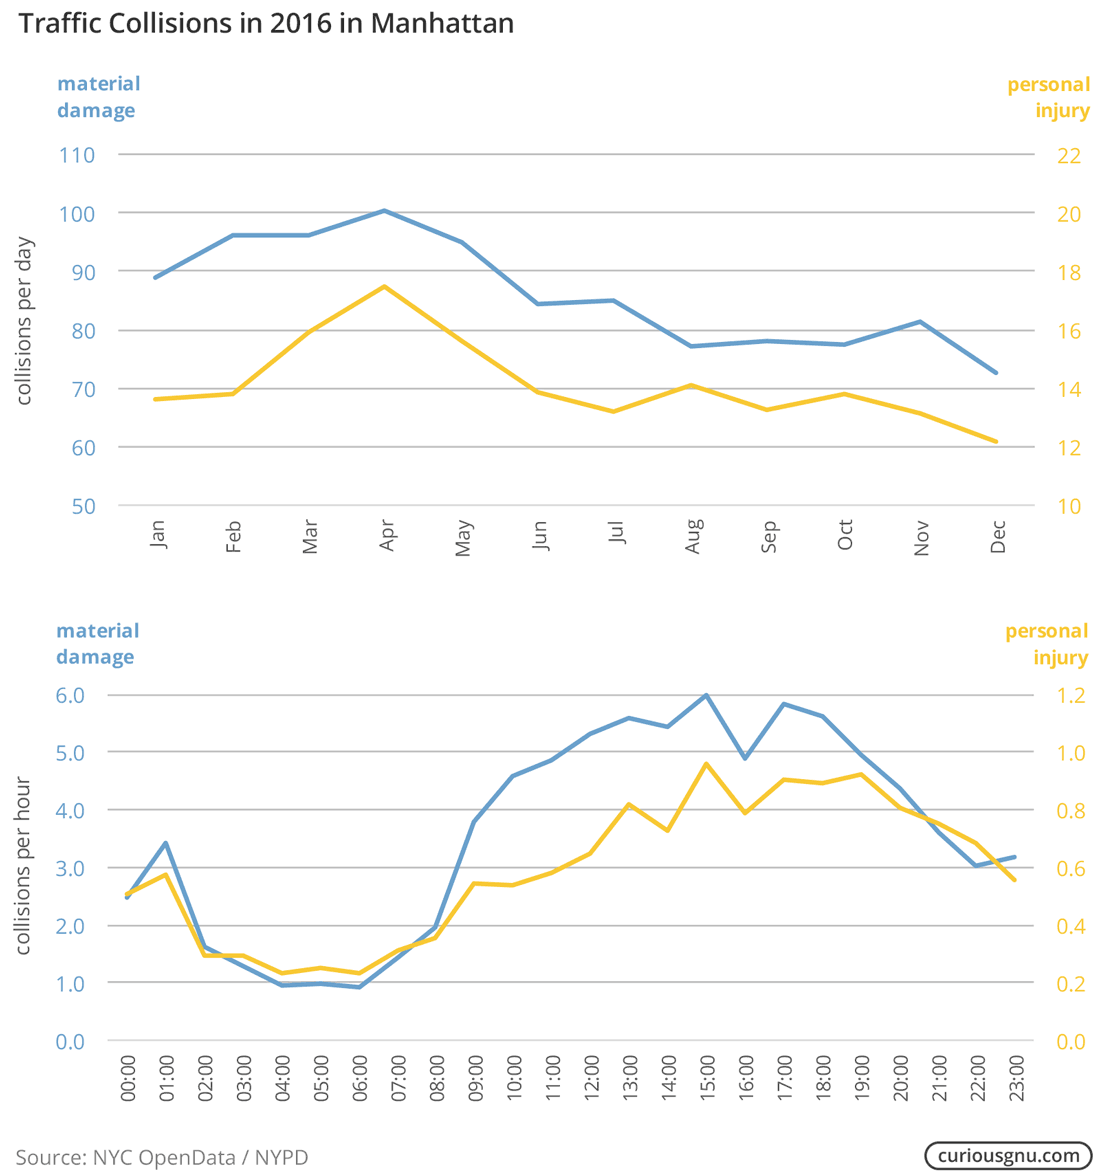 Traffic Collisions in 2016 in Manhattan
material
damage
personal
injury
110
100
90
80
70
60
50
collisions per day
22
20
18
16
14
12
10
Jan
Feb
Mar
Apr
May
Jun
Jul
Aug
Sep
Oct
Nov
Dec
material
damage
personal
injury
6.0
5.0
4.0
3.0
2.0
1.0
0.0
collisions per hour
1.2
1.0
0.8
0.6
0.4
0.2
0.0
00:00
01:00
02:00
03:00
04:00
05:00
06:00
07:00
08:00
09:00
10:00
11:00
12:00
13:00
14:00
15:00
16:00
17:00
18:00
19:00
20:00
21:00
22:00
23:00
Source: NYC OpenData / NYPD
curiousgnu.com